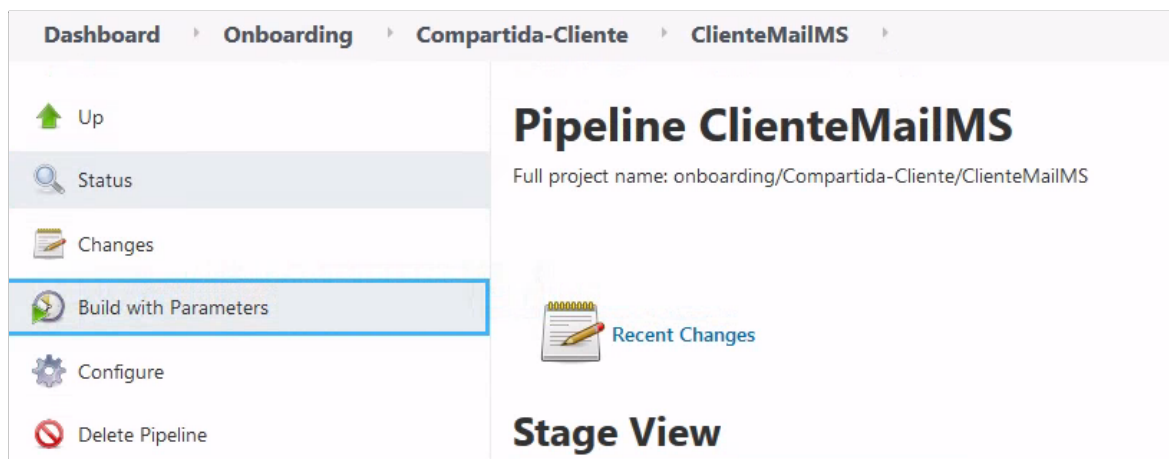 Dashboard Onboarding Compartida-Cliente ClienteMailMS
Up
Status
Changes
Build with Parameters
Configure
Delete Pipeline
Pipeline ClienteMailMS
Full project name: onboarding/Compartida-Cliente/ClienteMailMS
Recent Changes
Stage View